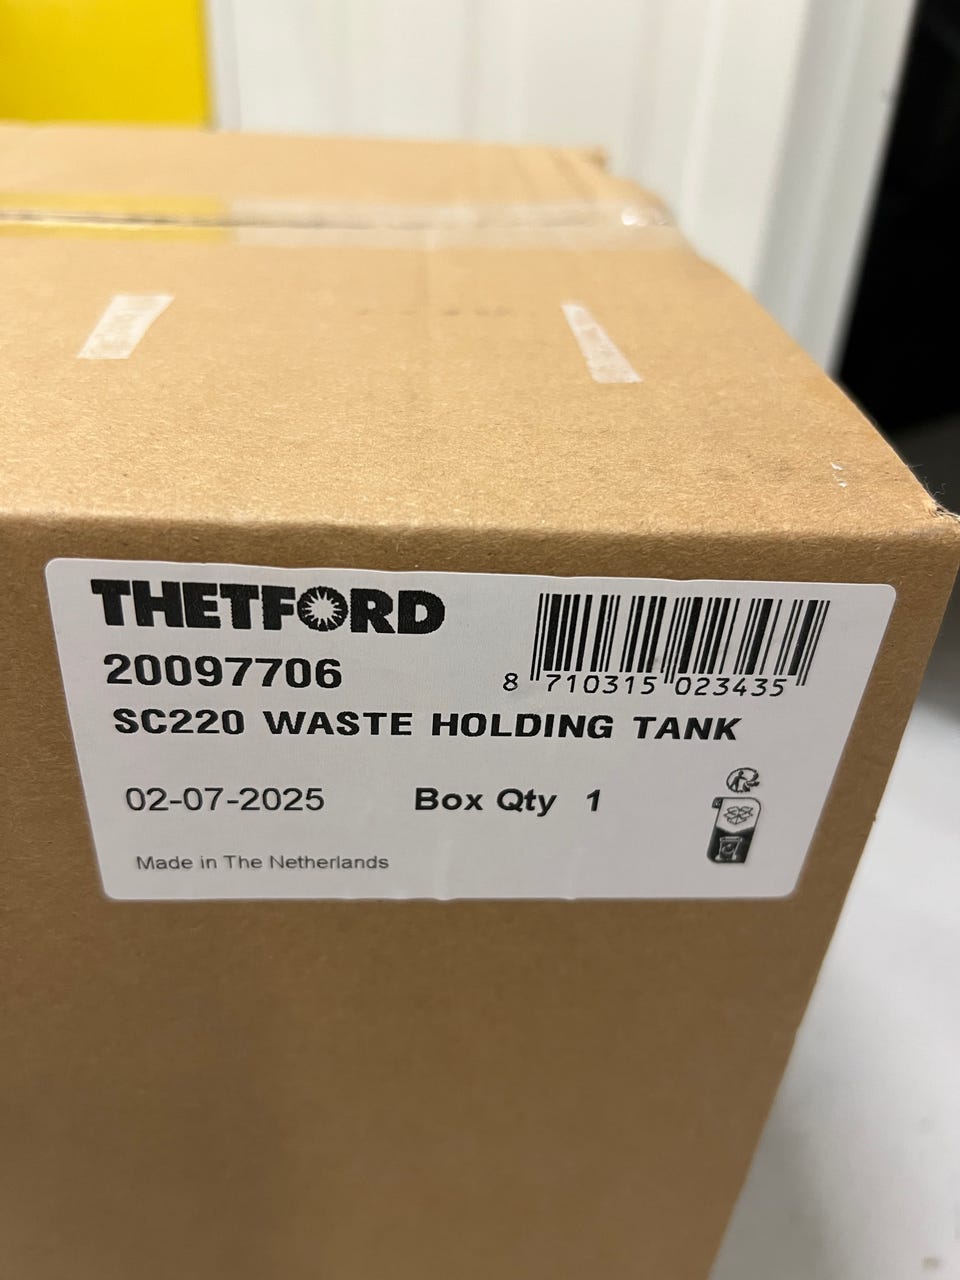 THETFORD
20097706
8 710315 023435
SC220 WASTE HOLDING TANK
02-07-2025 Box Qty 1
Made in The Netherlands